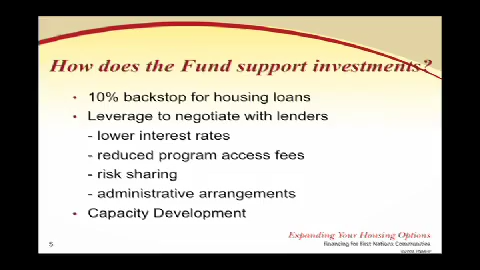 How does the Fund support investments?
• 10% backstop for housing loans
• Leverage to negotiate with lenders
- lower interest rates
- reduced program access fees
- risk sharing
- administrative arrangements
• Capacity Development
Expanding Your Housing Options
Financing for First Nations Communities
5